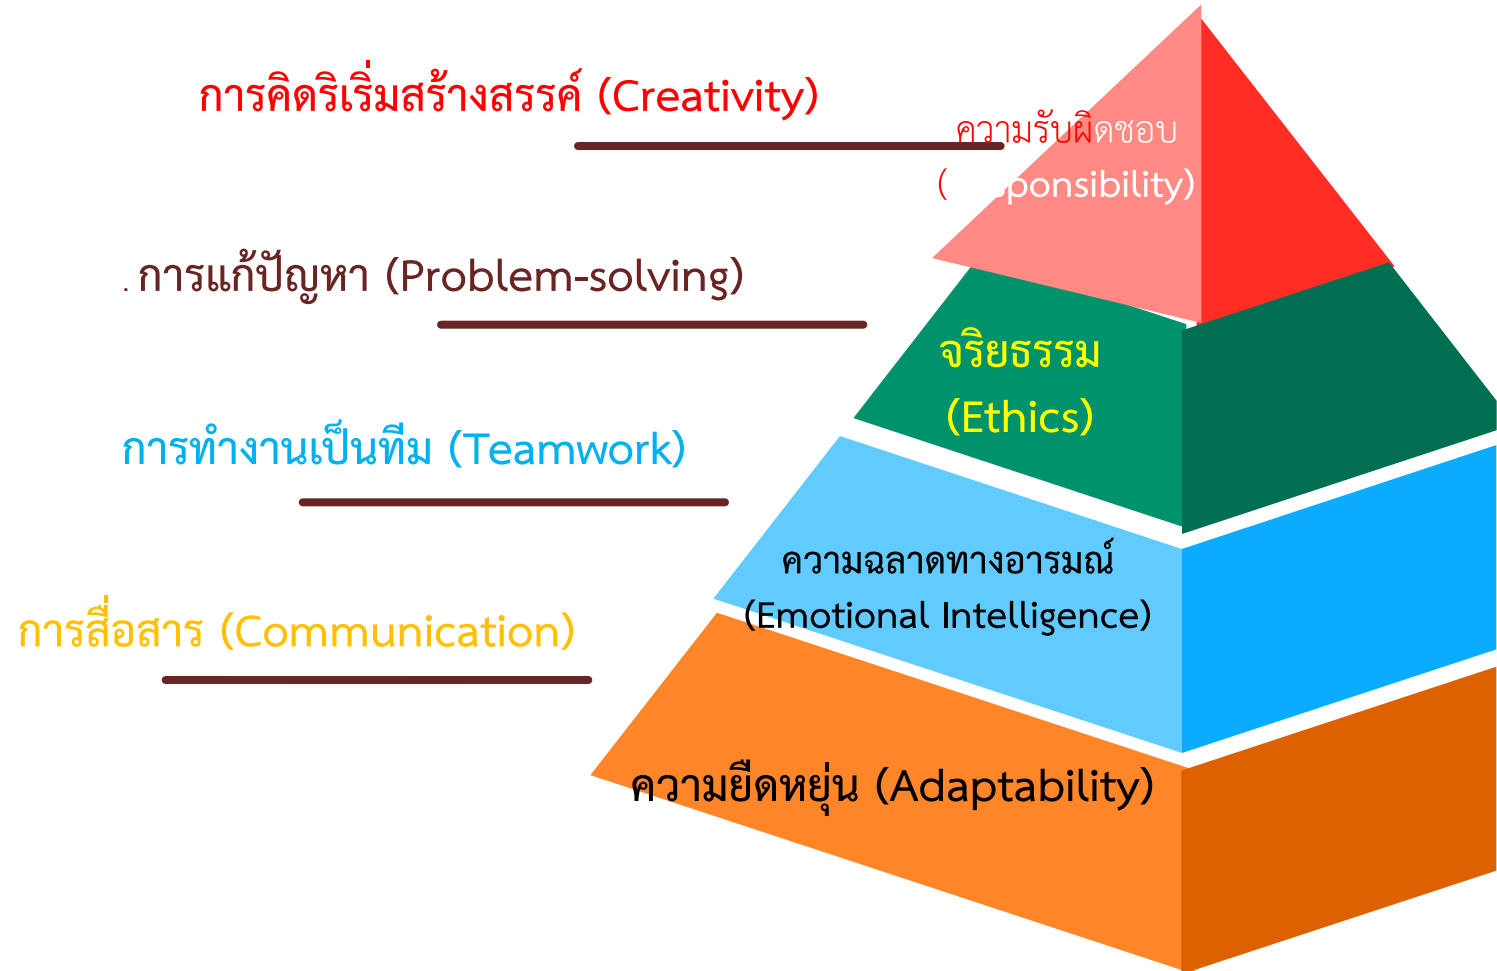 การคิดริเริ่มสร้างสรรค์ (Creativity)
ความรับผิดชอบ
(Responsibility)
. การแก้ปัญหา (Problem-solving)
จริยธรรม
(Ethics)
การทำงานเป็นทีม (Teamwork)
ความฉลาดทางอารมณ์
(Emotional Intelligence)
การสื่อสาร (Communication)
ความยืดหยุ่น (Adaptability)